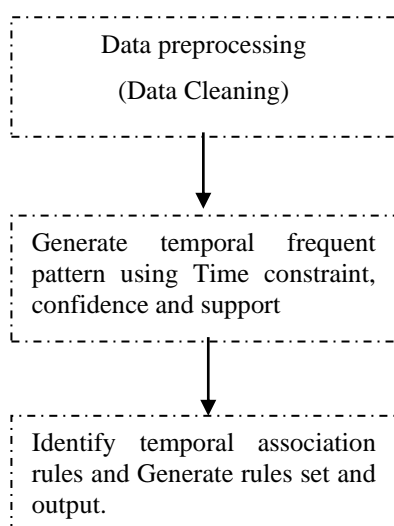 Data preprocessing
(Data Cleaning)
Generate temporal frequent
pattern using Time constraint,
confidence and support
Identify temporal association
rules and Generate rules set and
output.